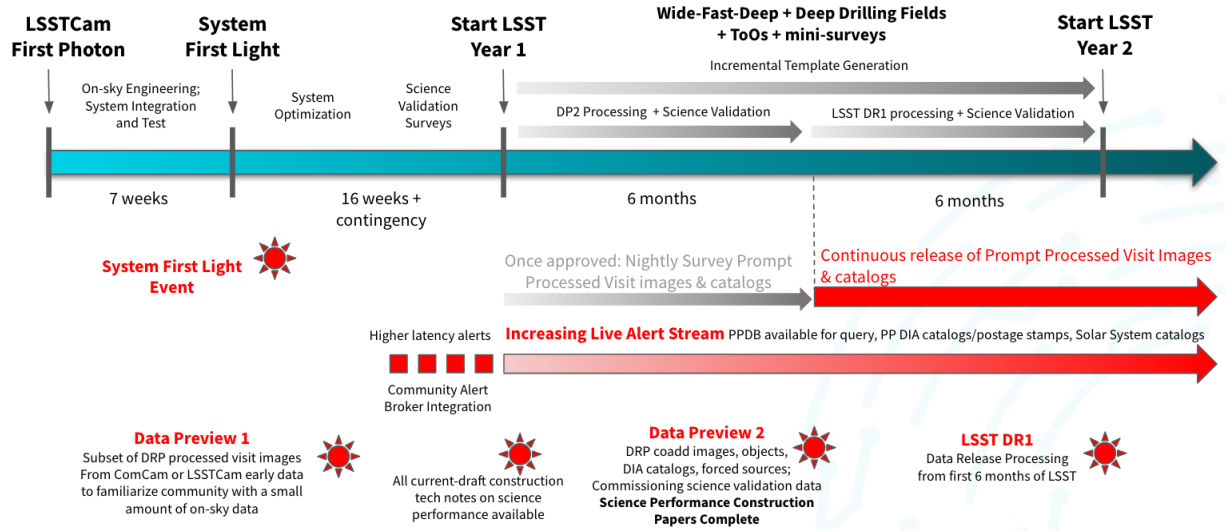 LSSTCam
First Photon
System
First Light
Start LSST
Year 1
Wide-Fast-Deep + Deep Drilling Fields
+ ToOs + mini-surveys
Start LSST
Year 2
On-sky Engineering;
System Integration
and Test
System
Optimization
Science
Validation
Surveys
Incremental Template Generation
DP2 Processing + Science Validation
LSST DR1 processing + Science Validation
7 weeks
16 weeks +
contingency
6 months
6 months
System First Light
Event
Once approved: Nightly Survey Prompt
Processed Visit images & catalogs
Continuous release of Prompt Processed Visit Images
& catalogs
Higher latency alerts
Increasing Live Alert Stream PPDB available for query, PP DIA catalogs/postage stamps, Solar System catalogs
Community Alert
Broker Integration
Data Preview 1
Subset of DRP processed visit images
From ComCam or LSSTCam early data
to familiarize community with a small
amount of on-sky data
All current-draft construction
tech notes on science
performance available
Data Preview 2
DRP coadd images, objects,
DIA catalogs, forced sources;
Commissioning science validation data
Science Performance Construction
Papers Complete
LSST DR1
Data Release Processing
from first 6 months of LSST